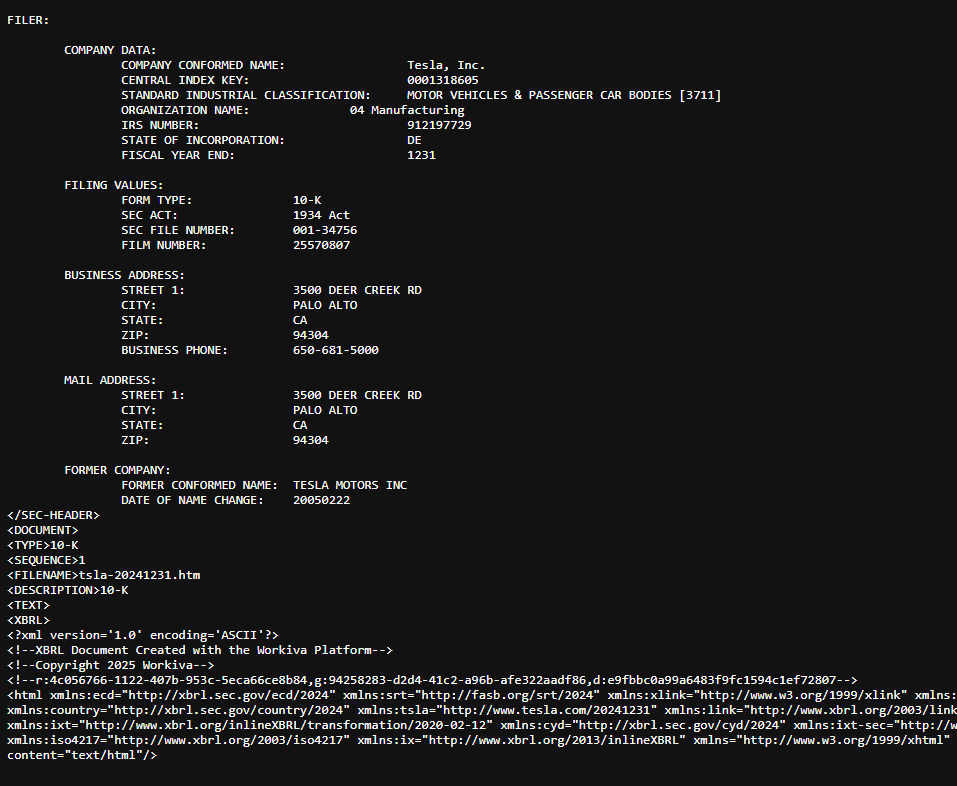 FILER:
COMPANY DATA:
COMPANY CONFORMED NAME: Tesla, Inc.
CENTRAL INDEX KEY: 0001318605
STANDARD INDUSTRIAL CLASSIFICATION: MOTOR VEHICLES & PASSENGER CAR BODIES [3711]
ORGANIZATION NAME: 04 Manufacturing
IRS NUMBER: 912197729
STATE OF INCORPORATION: DE
FISCAL YEAR END: 1231
FILING VALUES:
FORM TYPE: 10-K
SEC ACT: 1934 Act
SEC FILE NUMBER: 001-34756
FILM NUMBER: 25570807
BUSINESS ADDRESS:
STREET 1: 3500 DEER CREEK RD
CITY: PALO ALTO
STATE: CA
ZIP: 94304
BUSINESS PHONE: 650-681-5000
MAIL ADDRESS:
STREET 1: 3500 DEER CREEK RD
CITY: PALO ALTO
STATE: CA
ZIP: 94304
FORMER COMPANY:
FORMER CONFORMED NAME: TESLA MOTORS INC
DATE OF NAME CHANGE: 20050222
</SEC-HEADER>
<DOCUMENT>
<TYPE>10-K
<SEQUENCE>1
<FILENAME>tsla-20241231.htm
<DESCRIPTION>10-K
<TEXT>
<XBRL>
<?xml version='1.0' encoding='ASCII'?>
<!--XBRL Document Created with the Workiva Platform-->
<!--Copyright 2025 Workiva-->
<!--r:4c056766-1122-407b-953c-5eca66ce8b84,g:94258283-d2d4-41c2-a96b-afe322aadf86,d:e9fbbc0a99a6483f9fc1594c1ef72807-->
<html xmlns:ecd="http://xbrl.sec.gov/ecd/2024" xmlns:srt="http://fasb.org/srt/2024" xmlns:xlink="http://www.w3.org/1999/xlink" xmlns:
xmlns:country="http://xbrl.sec.gov/country/2024" xmlns:tsla="http://www.tesla.com/20241231" xmlns:link="http://www.xbrl.org/2003/link
xmlns:ixt="http://www.xbrl.org/inlineXBRL/transformation/2020-02-12" xmlns:cyd="http://xbrl.sec.gov/cyd/2024" xmlns:ixt-sec="http://w
xmlns:iso4217="http://www.xbrl.org/2003/iso4217" xmlns:ix="http://www.xbrl.org/2013/inlineXBRL" xmlns="http://www.w3.org/1999/xhtml"
content="text/html"/>